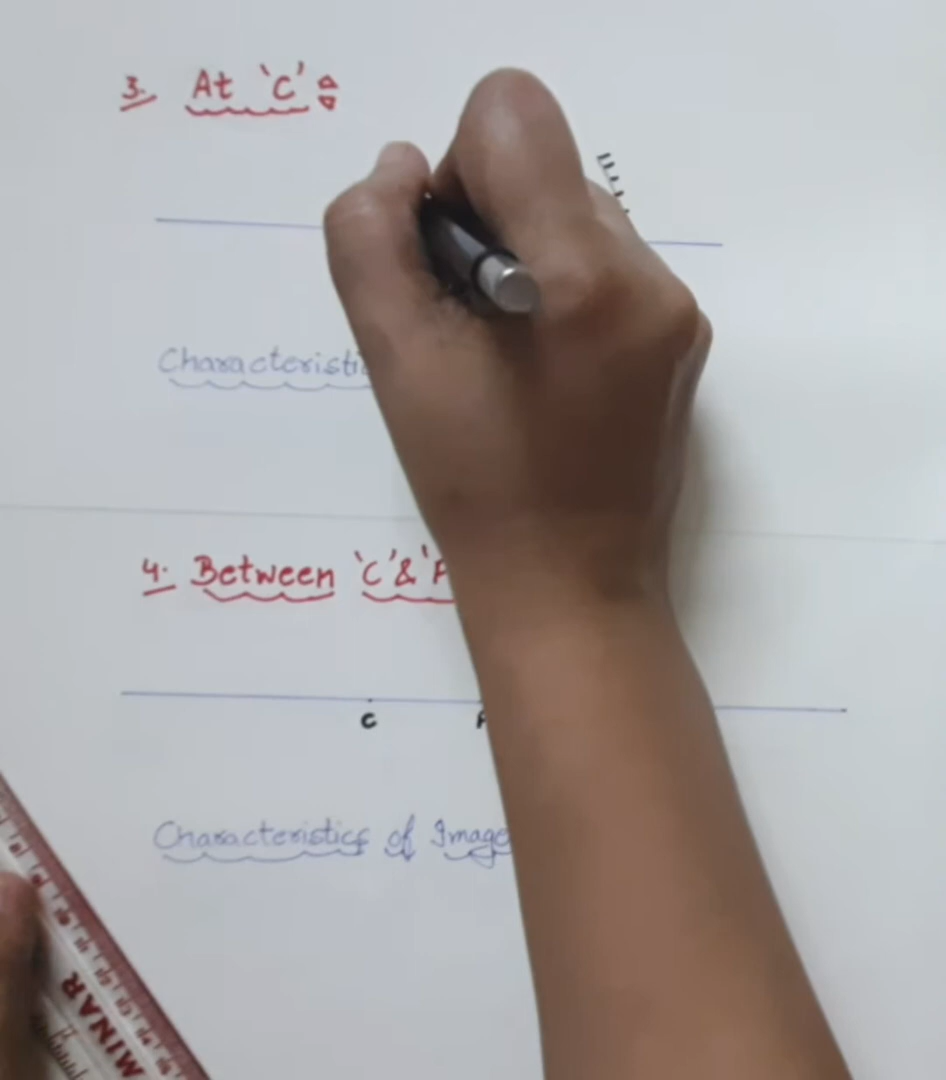 3. At 'C':
Characteristi
4. Between 'C' & 'F
C
Characteristics of Image
MINAR